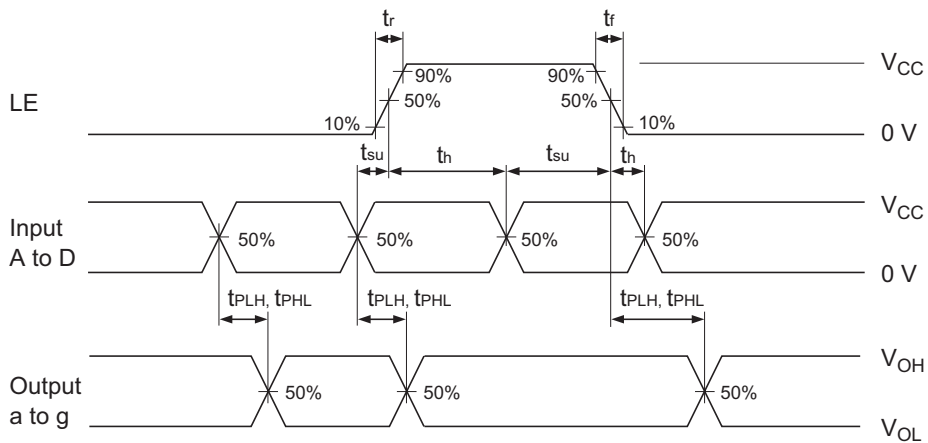 tr
tf
VCC
90%
90%
LE
50%
50%
10%
10%
0 V
tsu
th
tsu
th
VCC
Input
A to D
50%
50%
50%
50%
0 V
tPLH, tPHL
tPLH, tPHL
tPLH, tPHL
VOH
Output
a to g
50%
50%
50%
VOL